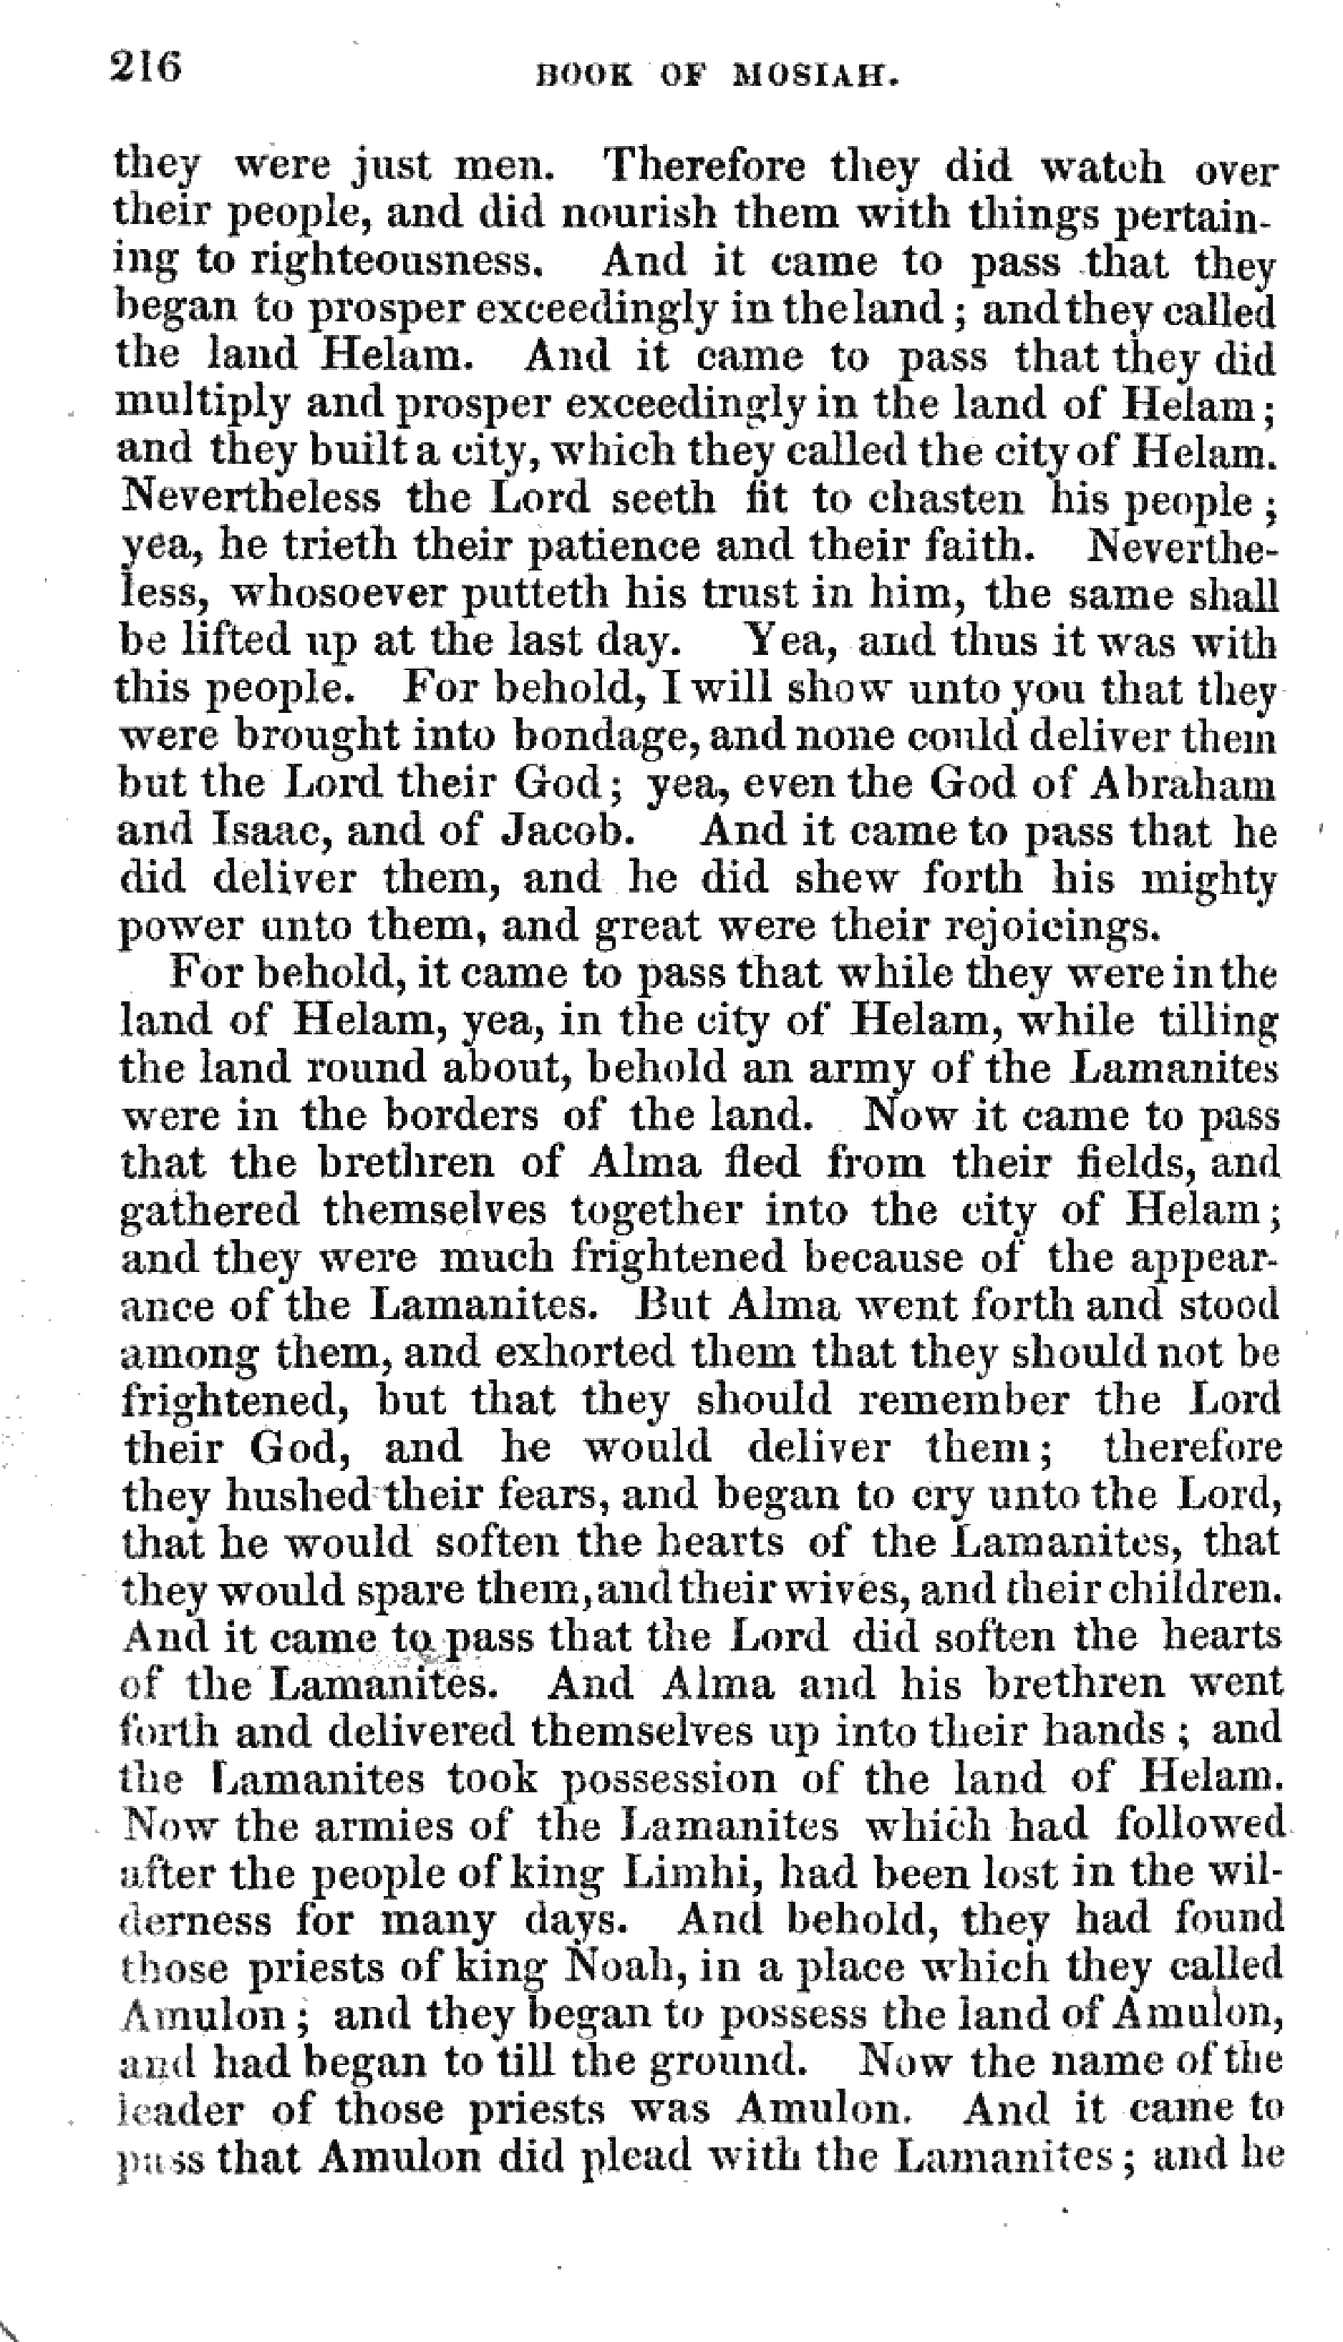 216 BOOK OF MOSIAH.
they were just men. Therefore they did watch over
their people, and did nourish them with things pertain-
ing to righteousness. And it came to pass that they
began to prosper exceedingly in the land; and they called
the land Helam. And it came to pass that they did
multiply and prosper exceedingly in the land of Helam;
and they built a city, which they called the city of Helam.
Nevertheless the Lord seeth fit to chasten his people;
yea, he trieth their patience and their faith. Neverthe-
less, whosoever putteth his trust in him, the same shall
be lifted up at the last day. Yea, and thus it was with
this people. For behold, I will show unto you that they
were brought into bondage, and none could deliver them
but the Lord their God; yea, even the God of Abraham
and Isaac, and of Jacob. And it came to pass that he
did deliver them, and he did shew forth his mighty
power unto them, and great were their rejoicings.
For behold, it came to pass that while they were in the
land of Helam, yea, in the city of Helam, while tilling
the land round about, behold an army of the Lamanites
were in the borders of the land. Now it came to pass
that the brethren of Alma fled from their fields, and
gathered themselves together into the city of Helam;
and they were much frightened because of the appear-
ance of the Lamanites. But Alma went forth and stood
among them, and exhorted them that they should not be
frightened, but that they should remember the Lord
their God, and he would deliver them; therefore
they hushed their fears, and began to cry unto the Lord,
that he would soften the hearts of the Lamanites, that
they would spare them, and their wives, and their children.
And it came to pass that the Lord did soften the hearts
of the Lamanites. And Alma and his brethren went
forth and delivered themselves up into their hands; and
the Lamanites took possession of the land of Helam.
Now the armies of the Lamanites which had followed
after the people of king Limhi, had been lost in the wil-
derness for many days. And behold, they had found
those priests of king Noah, in a place which they called
Amulon; and they began to possess the land of Amulon,
and had began to till the ground. Now the name of the
leader of those priests was Amulon. And it came to
pass that Amulon did plead with the Lamanites; and he